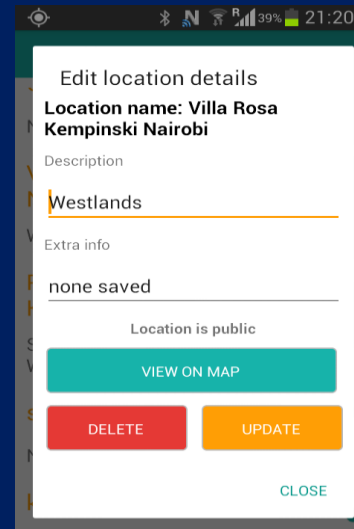 R 39% 21:20
Edit location details
Location name: Villa Rosa
Kempinski Nairobi
Description
Westlands
Extra info
none saved
Location is public
VIEW ON MAP
DELETE UPDATE
CLOSE